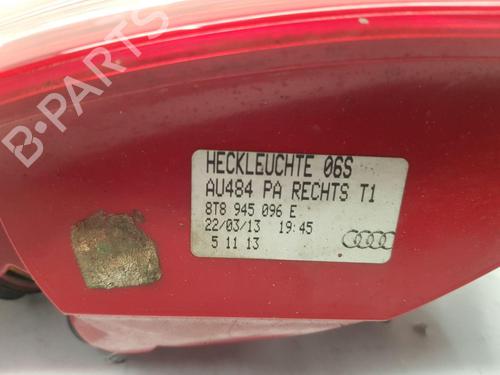 HECKLEUCHTE 06S
AU484 PA RECHTS T1
8T8 945 096 E
22/03/13 19:45
5 11 13
B-PARTS